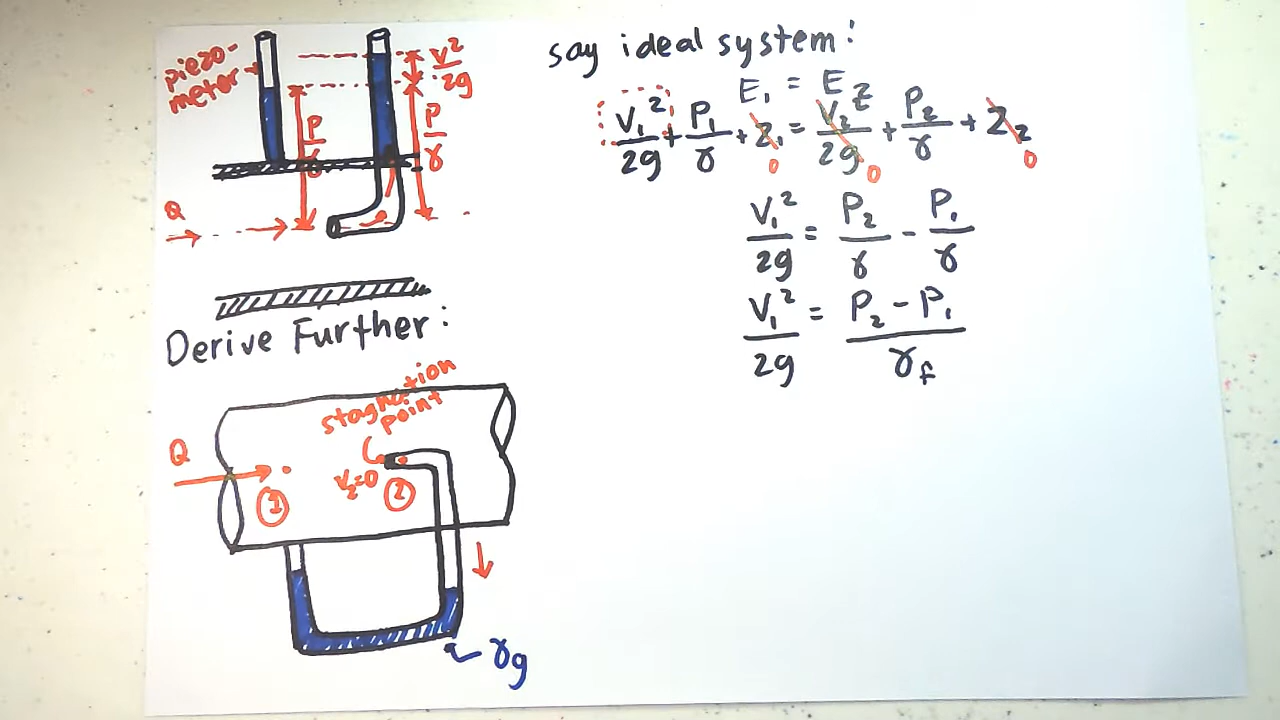 piezo-
meter
V²/2g
P/γ
P/γ
Q
Derive Further:
stagnation
point
Q
V₂=0
①
②
γg
say ideal system:
E₁ = E₂
V₁²/2g + P₁/γ + Z₁ = V₂²/2g + P₂/γ + Z₂
0 0 0
V₁²/2g = P₂/γ - P₁/γ
V₁²/2g = P₂ - P₁/γf